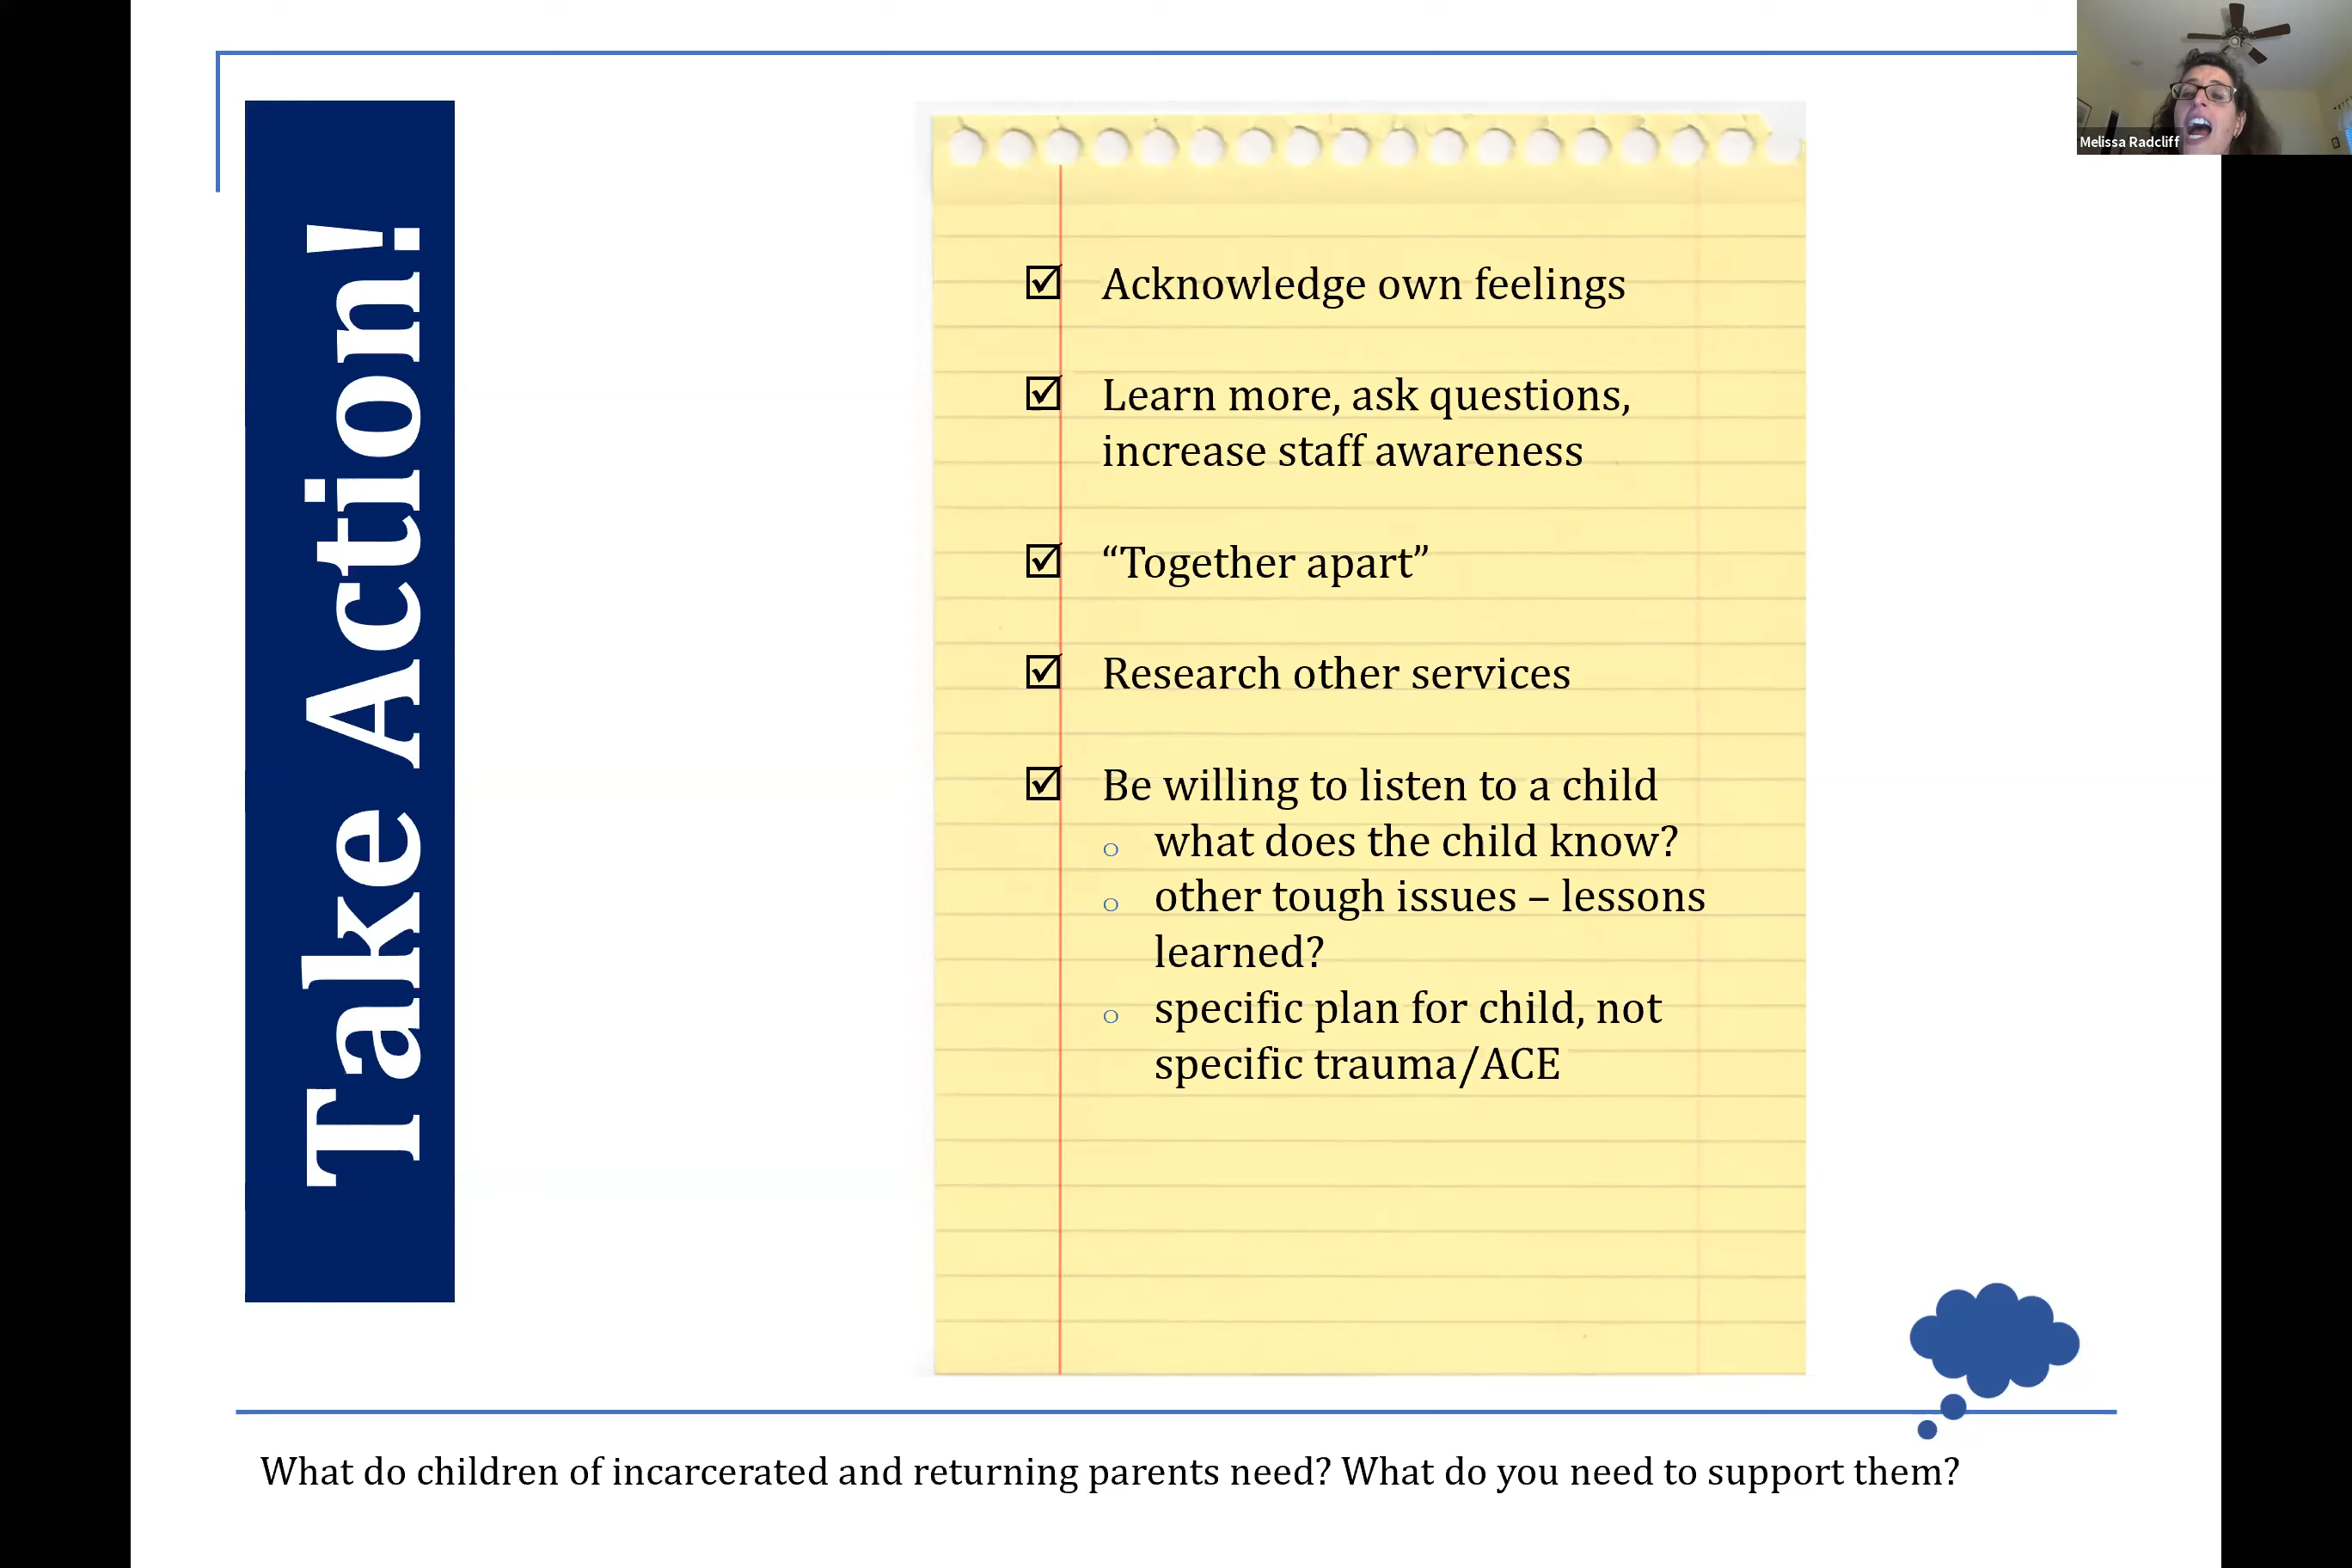 Take Action!
Melissa Radcliff
☑ Acknowledge own feelings
☑ Learn more, ask questions,
increase staff awareness
☑ “Together apart”
☑ Research other services
☑ Be willing to listen to a child
o what does the child know?
o other tough issues – lessons
learned?
o specific plan for child, not
specific trauma/ACE
What do children of incarcerated and returning parents need? What do you need to support them?